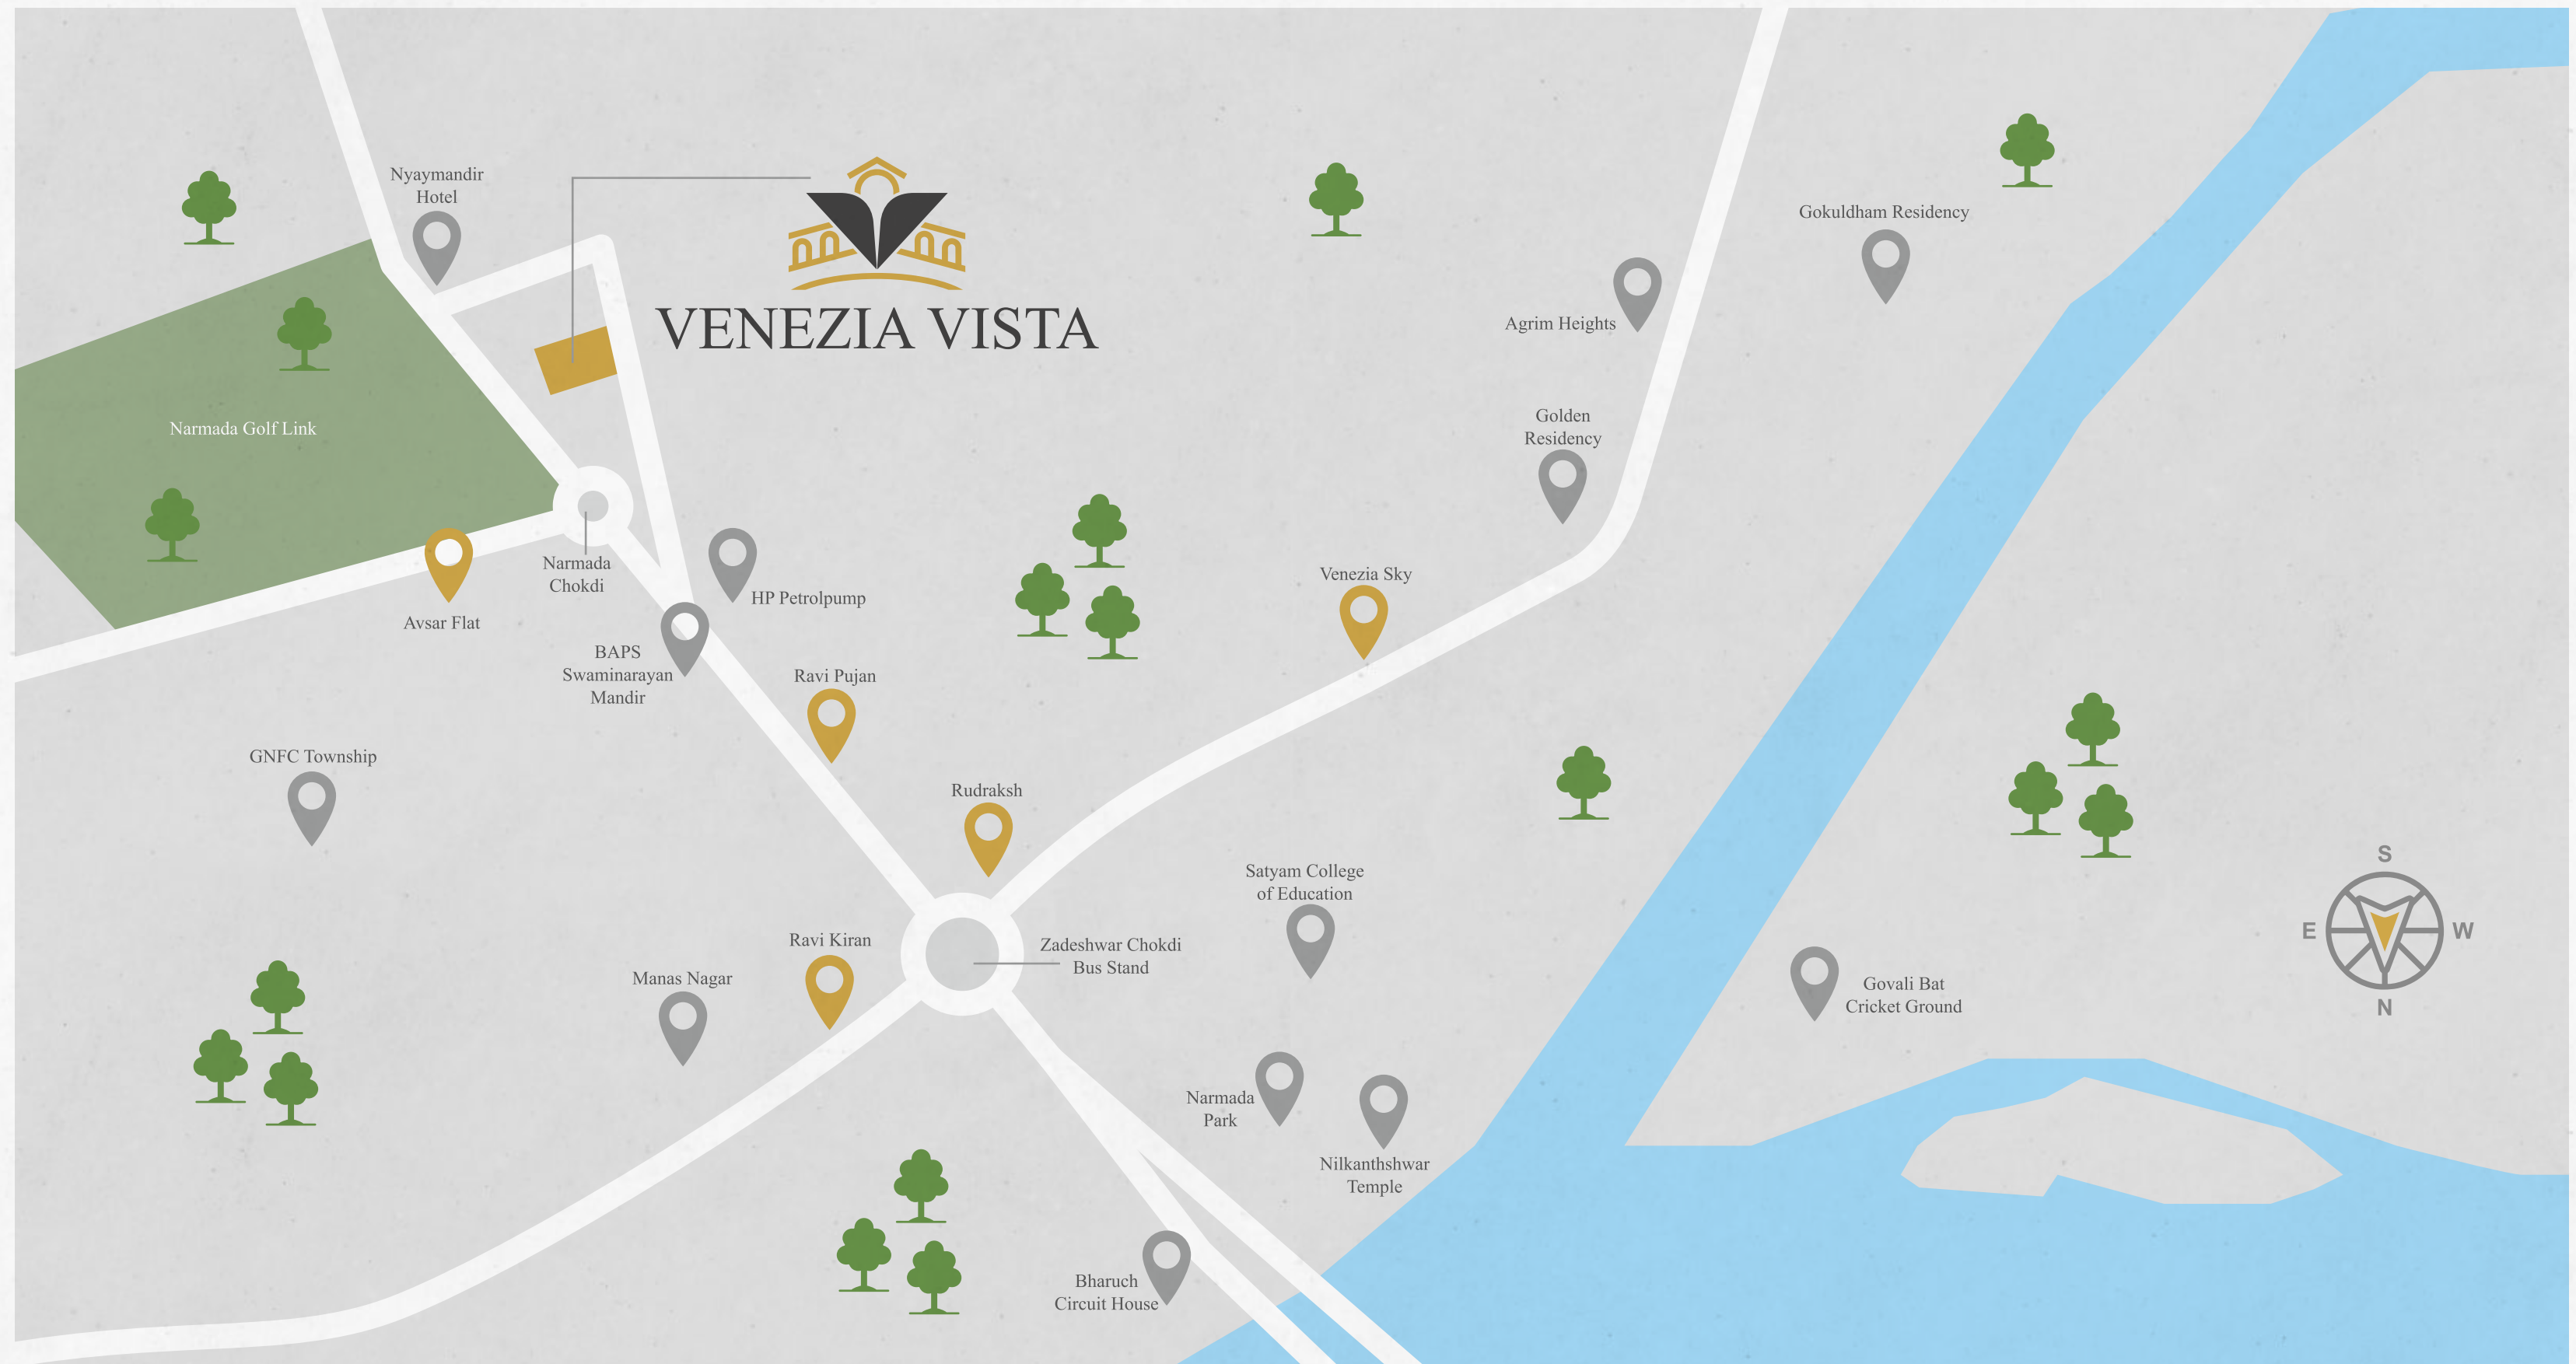 Nyaymandir
Hotel
VENEZIA VISTA
Gokuldham Residency
Agrim Heights
Golden
Residency
Narmada Golf Link
Narmada
Chokdi
HP Petrolpump
Avsar Flat
Venezia Sky
BAPS
Swaminarayan
Mandir
Ravi Pujan
GNFC Township
Rudraksh
Satyam College
of Education
Ravi Kiran
Zadeshwar Chokdi
Bus Stand
Manas Nagar
Govali Bat
Cricket Ground
S
E
W
N
Narmada
Park
Nilkanthshwar
Temple
Bharuch
Circuit House